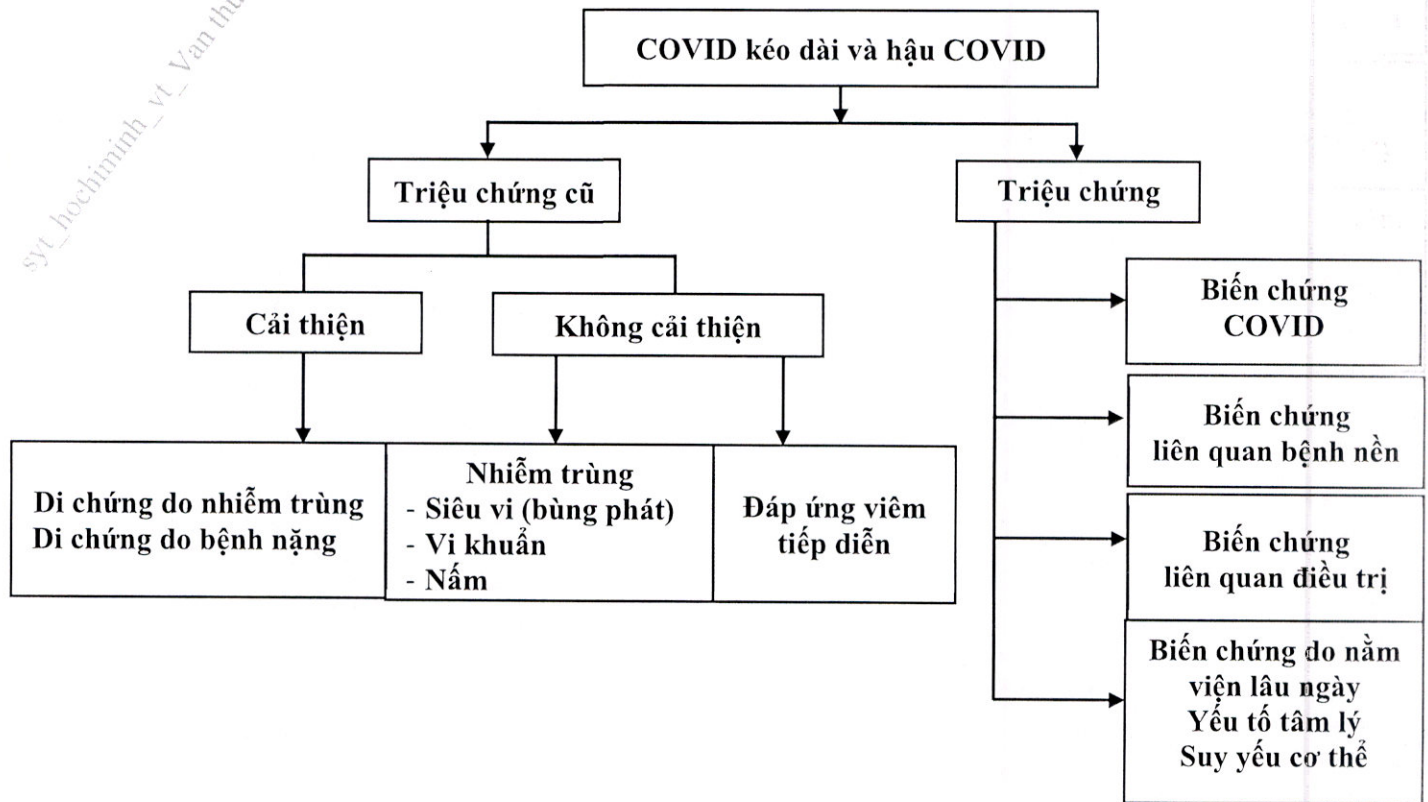 syt_hochiminh_vt_Van thu
COVID kéo dài và hậu COVID
Triệu chứng cũ
Triệu chứng
Cải thiện
Không cải thiện
Biến chứng
COVID
Biến chứng
liên quan bệnh nền
Di chứng do nhiễm trùng
Di chứng do bệnh nặng
Nhiễm trùng
- Siêu vi (bùng phát)
- Vi khuẩn
- Nấm
Đáp ứng viêm
tiếp diễn
Biến chứng
liên quan điều trị
Biến chứng do nằm
viện lâu ngày
Yếu tố tâm lý
Suy yếu cơ thể